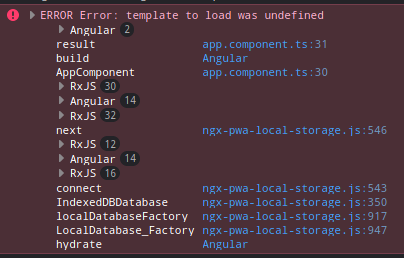 ERROR Error: template to load was undefined
Angular 2
result app.component.ts:31
build Angular
AppComponent app.component.ts:30
RxJS 30
Angular 14
RxJS 32
next ngx-pwa-local-storage.js:546
RxJS 12
Angular 14
RxJS 16
connect ngx-pwa-local-storage.js:543
IndexedDBDatabase ngx-pwa-local-storage.js:350
localDatabaseFactory ngx-pwa-local-storage.js:917
LocalDatabase_Factory ngx-pwa-local-storage.js:947
hydrate Angular